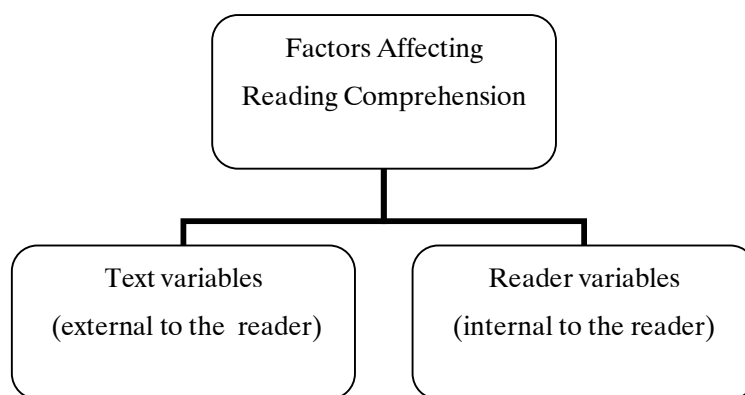 Factors Affecting
Reading Comprehension
Text variables
(external to the reader)
Reader variables
(internal to the reader)